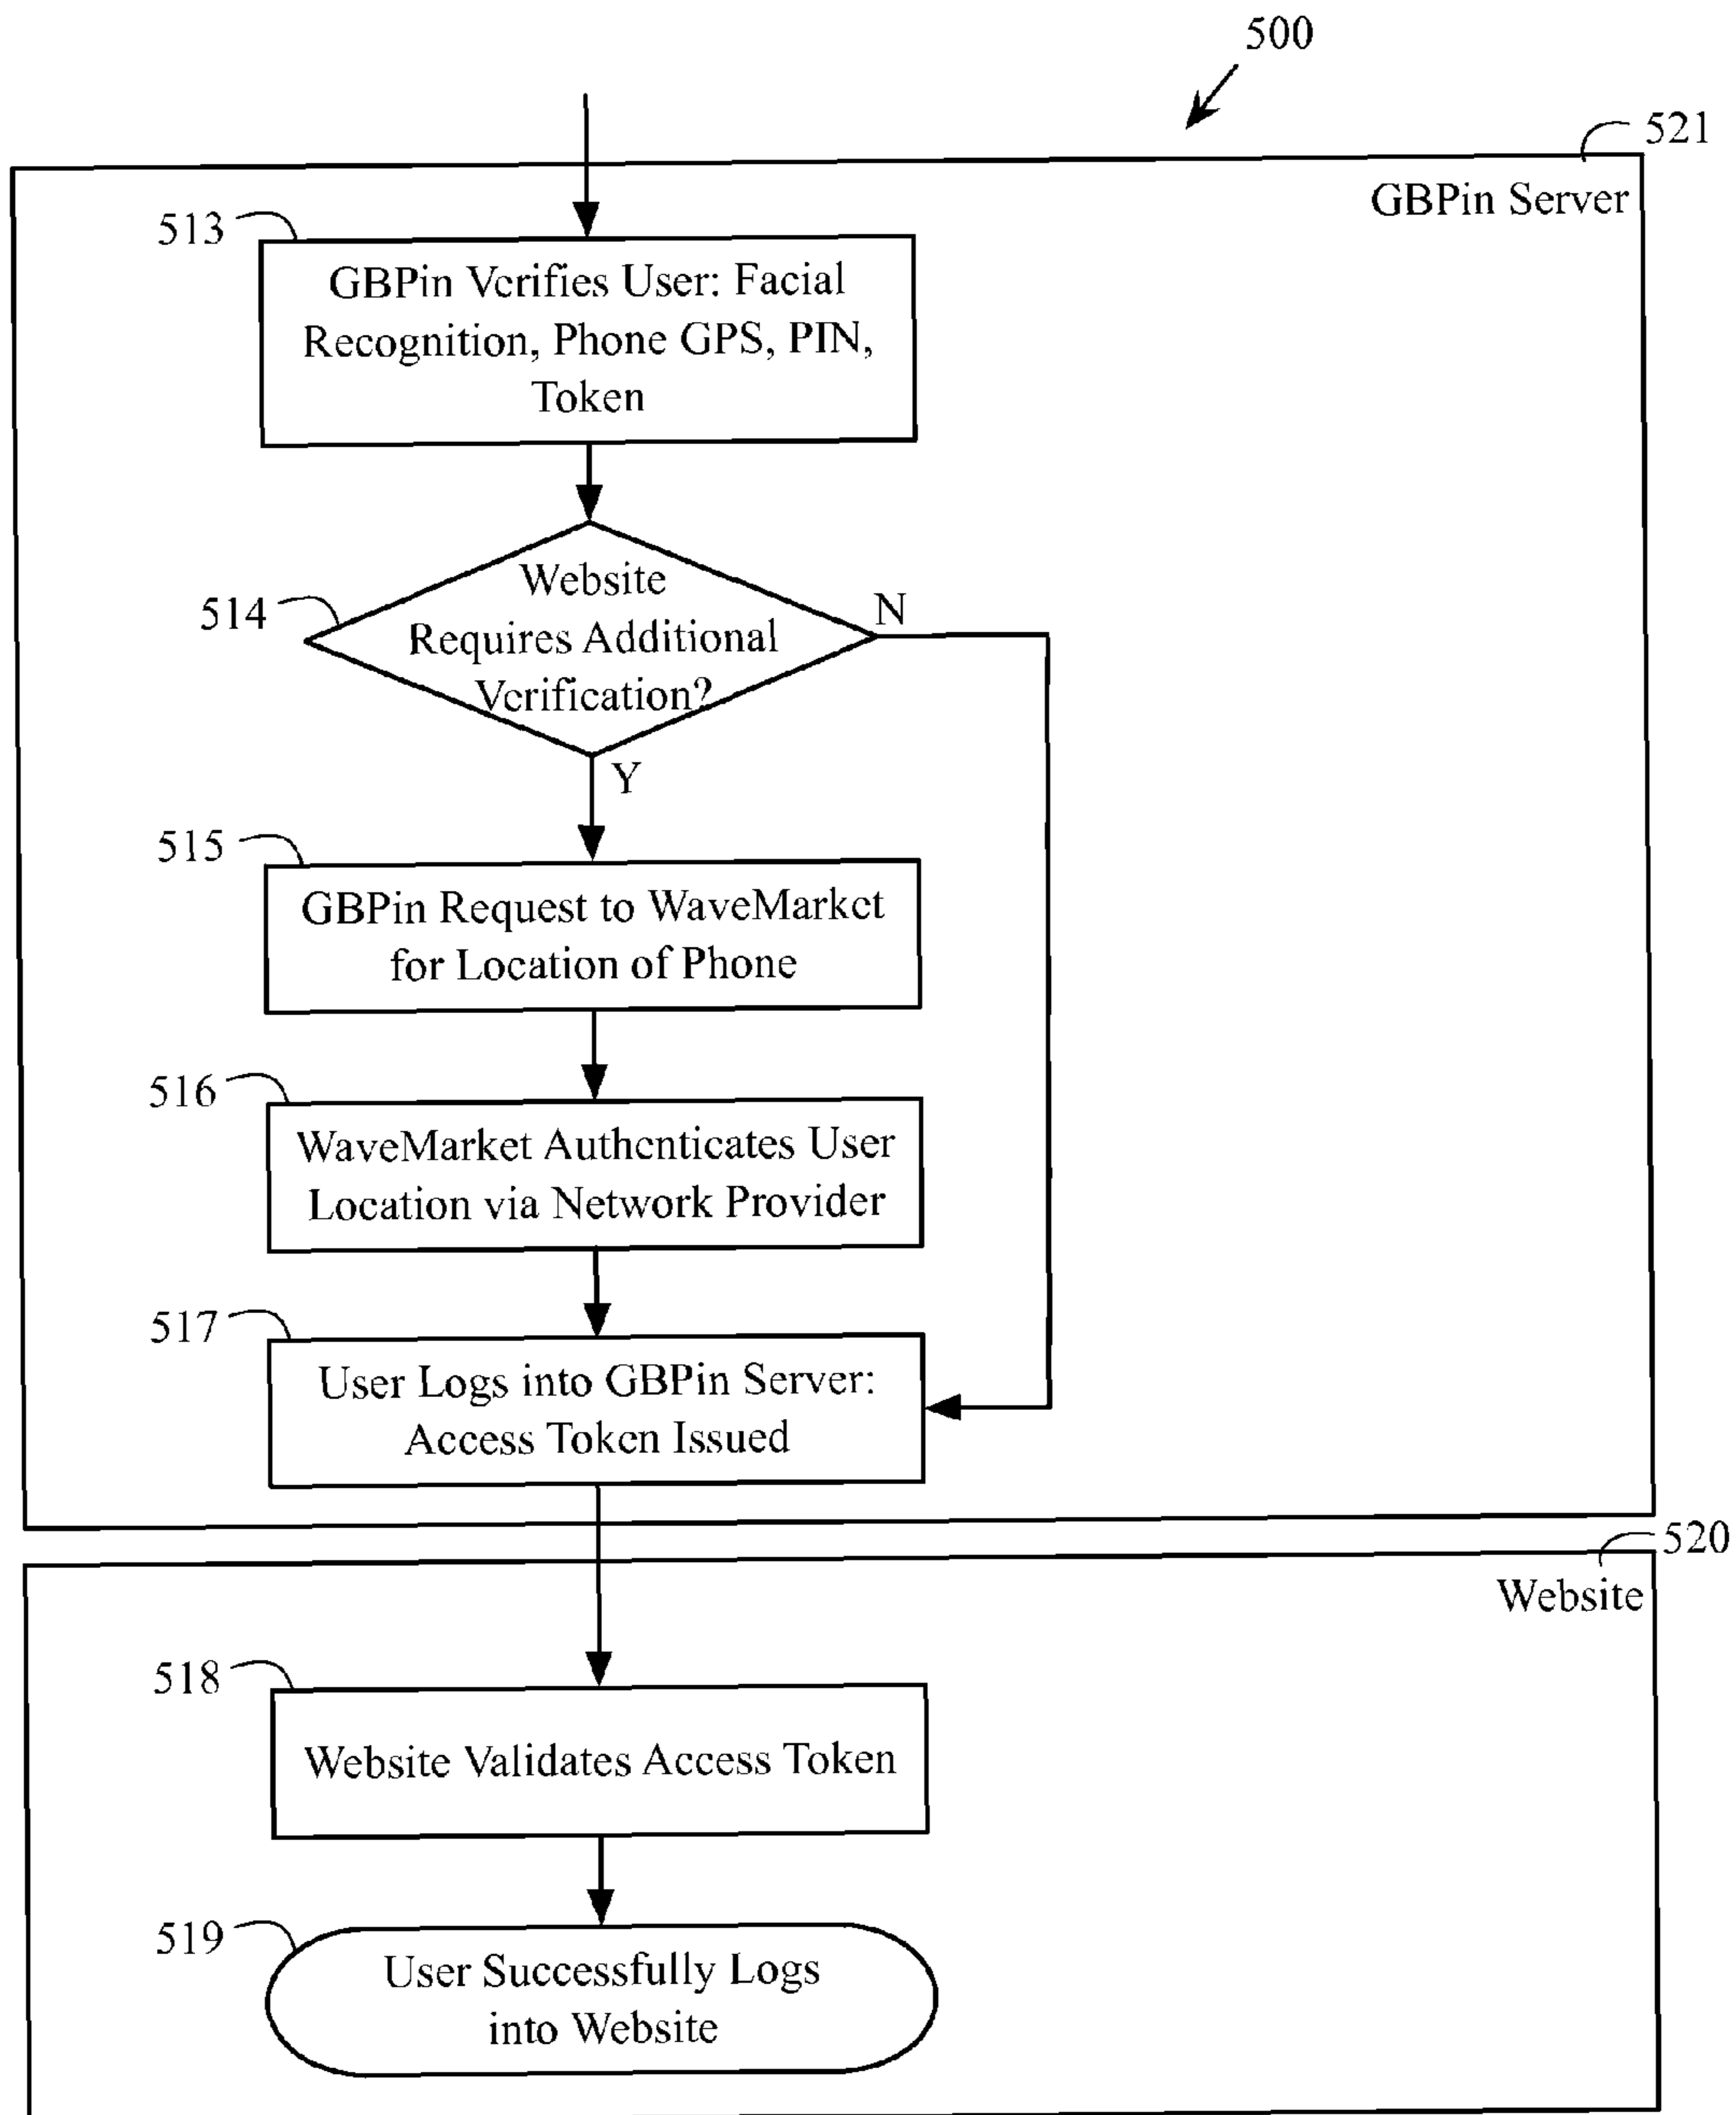 500
521
GBPin Server
513
GBPin Verifies User: Facial
Recognition, Phone GPS, PIN,
Token
514
Website
Requires Additional
Verification?
N
Y
515
GBPin Request to WaveMarket
for Location of Phone
516
WaveMarket Authenticates User
Location via Network Provider
517
User Logs into GBPin Server:
Access Token Issued
520
Website
518
Website Validates Access Token
519
User Successfully Logs
into Website